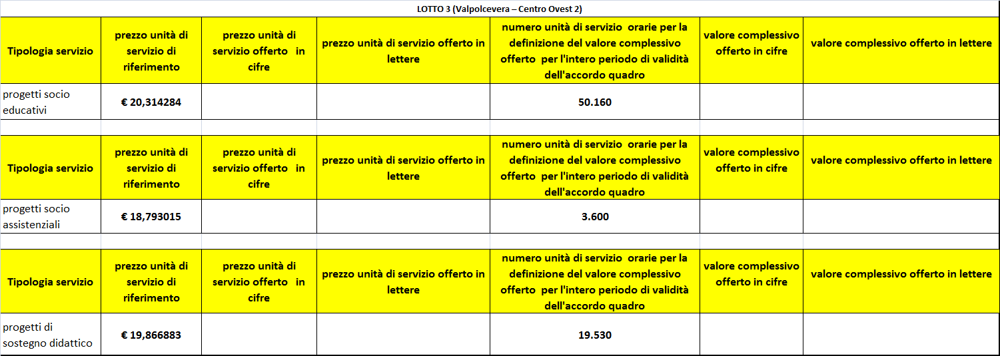 LOTTO 3 (Valpolcevera – Centro Ovest 2)
Tipologia servizio
prezzo unità di
servizio di
riferimento
prezzo unità di
servizio offerto in
cifre
prezzo unità di servizio offerto in
lettere
numero unità di servizio orarie per la
definizione del valore complessivo
offerto per l'intero periodo di validità
dell'accordo quadro
valore complessivo
offerto in cifre
valore complessivo offerto in lettere
progetti socio
educativi
€ 20,314284
50.160
Tipologia servizio
prezzo unità di
servizio di
riferimento
prezzo unità di
servizio offerto in
cifre
prezzo unità di servizio offerto in
lettere
numero unità di servizio orarie per la
definizione del valore complessivo
offerto per l'intero periodo di validità
dell'accordo quadro
valore complessivo
offerto in cifre
valore complessivo offerto in lettere
progetti socio
assistenziali
€ 18,793015
3.600
Tipologia servizio
prezzo unità di
servizio di
riferimento
prezzo unità di
servizio offerto in
cifre
prezzo unità di servizio offerto in
lettere
numero unità di servizio orarie per la
definizione del valore complessivo
offerto per l'intero periodo di validità
dell'accordo quadro
valore complessivo
offerto in cifre
valore complessivo offerto in lettere
progetti di
sostegno didattico
€ 19,866883
19.530